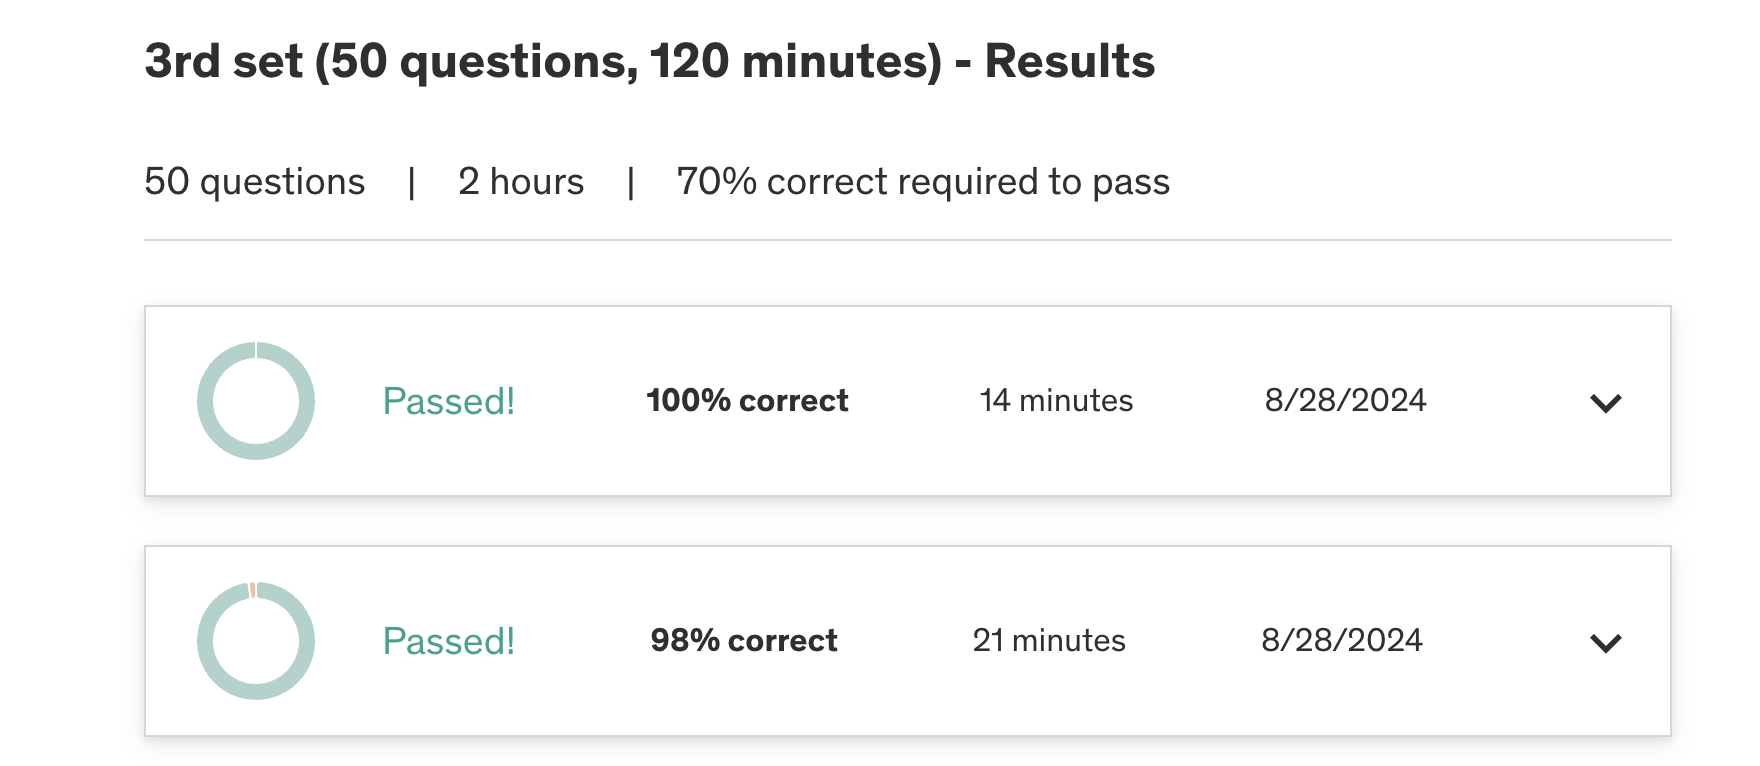 3rd set (50 questions, 120 minutes) - Results
50 questions | 2 hours | 70% correct required to pass
Passed! 100% correct 14 minutes 8/28/2024
Passed! 98% correct 21 minutes 8/28/2024